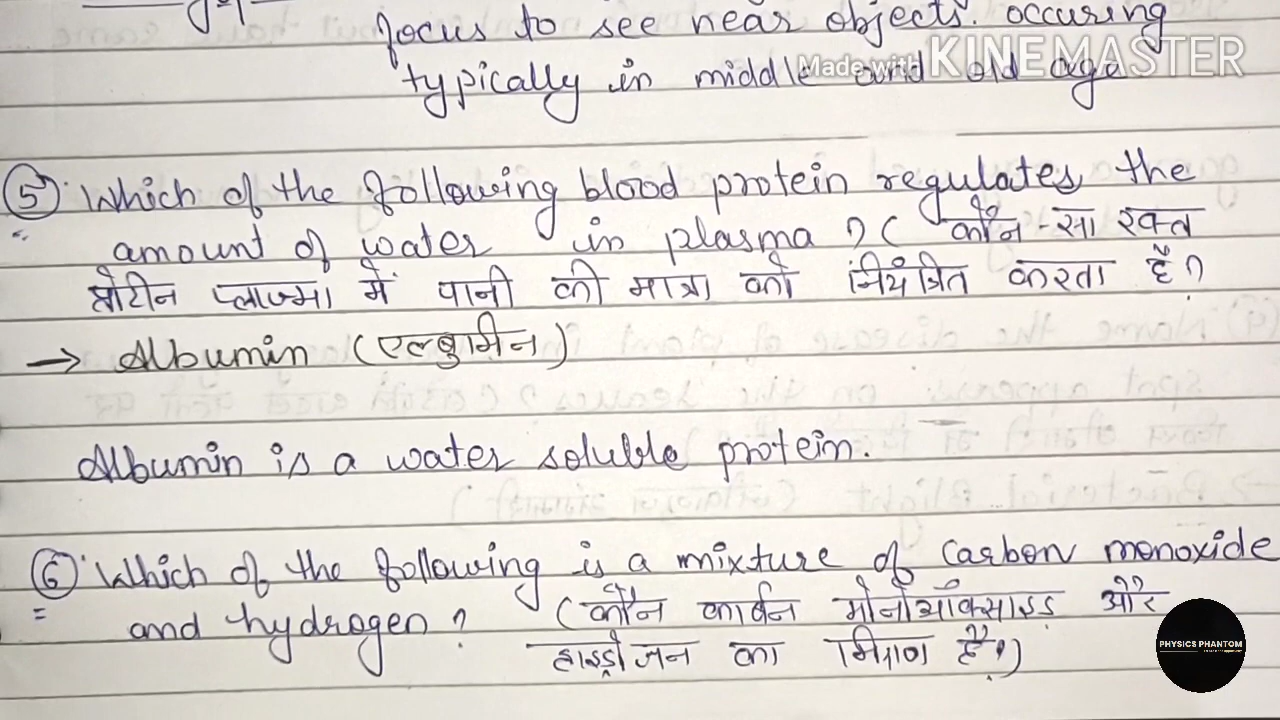 focus to see near objects. occuring
typically in middle and old age
Made with KINEMASTER
5 Which of the following blood protein regulates the
amount of water in plasma ? ( कौन-सा रक्त
प्रोटीन प्लाज्मा में पानी की मात्रा को नियंत्रित करता है ?
→ Albumin (एल्बुमिन)
Albumin is a water soluble protein.
6 Which of the following is a mixture of Carbon monoxide
and hydrogen ? (कौन कार्बन मोनोऑक्साइड और
हाइड्रोजन का मिश्रण है ?)
PHYSICS PHANTOM